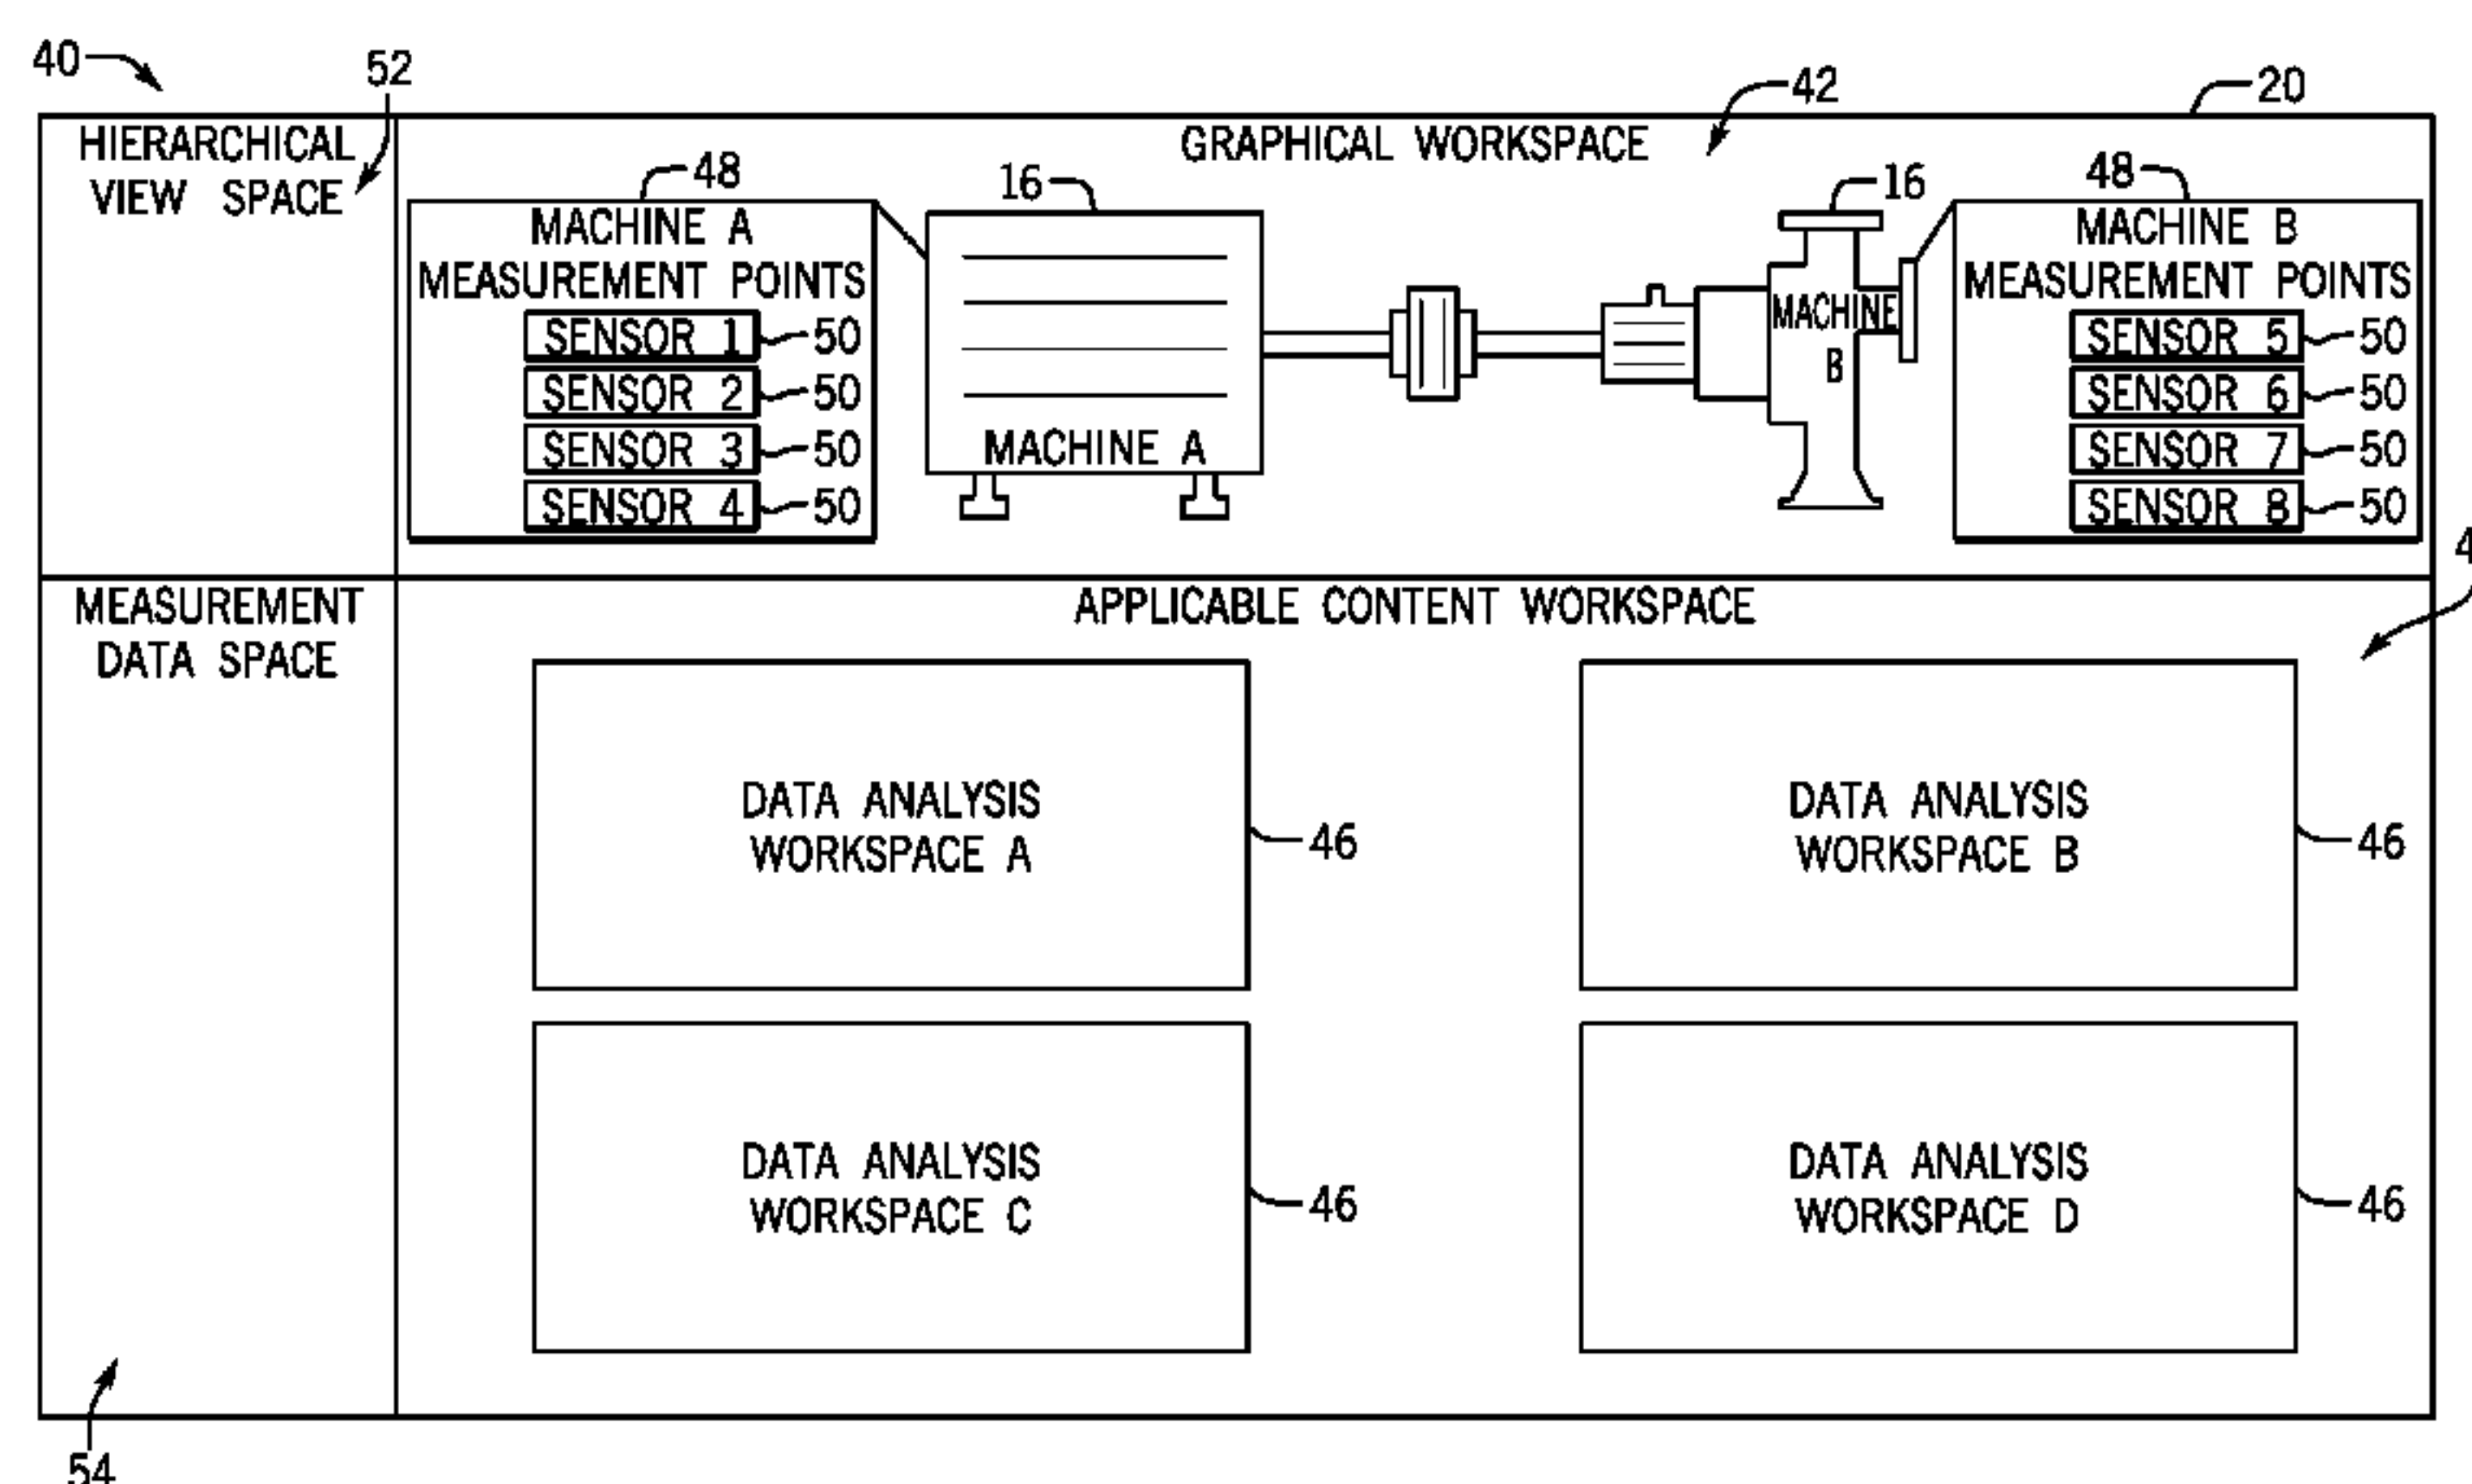 40
52
42
20
HIERARCHICAL
VIEW SPACE
GRAPHICAL WORKSPACE
48
16
16
48
MACHINE A
MEASUREMENT POINTS
SENSOR 1 50
SENSOR 2 50
SENSOR 3 50
SENSOR 4 50
MACHINE A
MACHINE
B
MACHINE B
MEASUREMENT POINTS
SENSOR 5 50
SENSOR 6 50
SENSOR 7 50
SENSOR 8 50
MEASUREMENT
DATA SPACE
APPLICABLE CONTENT WORKSPACE
DATA ANALYSIS
WORKSPACE A
46
DATA ANALYSIS
WORKSPACE B
46
DATA ANALYSIS
WORKSPACE C
46
DATA ANALYSIS
WORKSPACE D
46
54